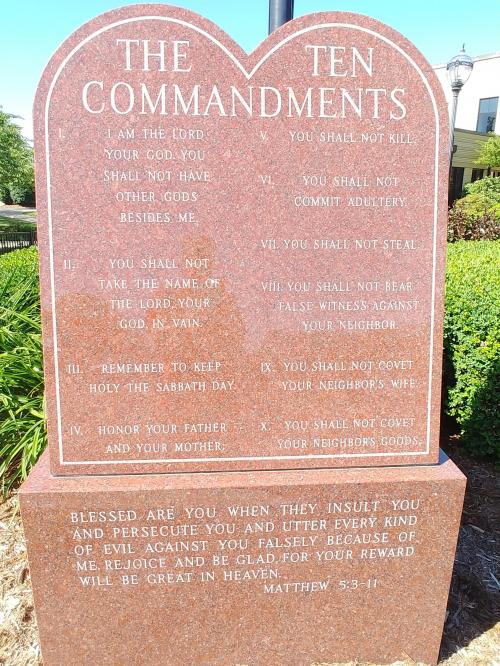 THE TEN
COMMANDMENTS
I. I AM THE LORD
YOUR GOD. YOU
SHALL NOT HAVE
OTHER GODS
BESIDES ME.
II. YOU SHALL NOT
TAKE THE NAME OF
THE LORD, YOUR
GOD, IN VAIN.
III. REMEMBER TO KEEP
HOLY THE SABBATH DAY.
IV. HONOR YOUR FATHER
AND YOUR MOTHER.
V. YOU SHALL NOT KILL.
VI. YOU SHALL NOT
COMMIT ADULTERY.
VII. YOU SHALL NOT STEAL.
VIII. YOU SHALL NOT BEAR
FALSE WITNESS AGAINST
YOUR NEIGHBOR.
IX. YOU SHALL NOT COVET
YOUR NEIGHBOR'S WIFE.
X. YOU SHALL NOT COVET
YOUR NEIGHBOR'S GOODS.
BLESSED ARE YOU WHEN THEY INSULT YOU
AND PERSECUTE YOU AND UTTER EVERY KIND
OF EVIL AGAINST YOU FALSELY BECAUSE OF
ME. REJOICE AND BE GLAD, FOR YOUR REWARD
WILL BE GREAT IN HEAVEN.
MATTHEW 5:3-11